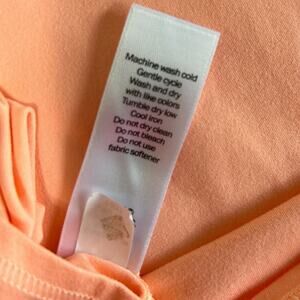 Machine wash cold
Gentle cycle
Wash and dry
with like colors
Tumble dry low
Cool iron
Do not dry clean
Do not bleach
Do not use
fabric softener